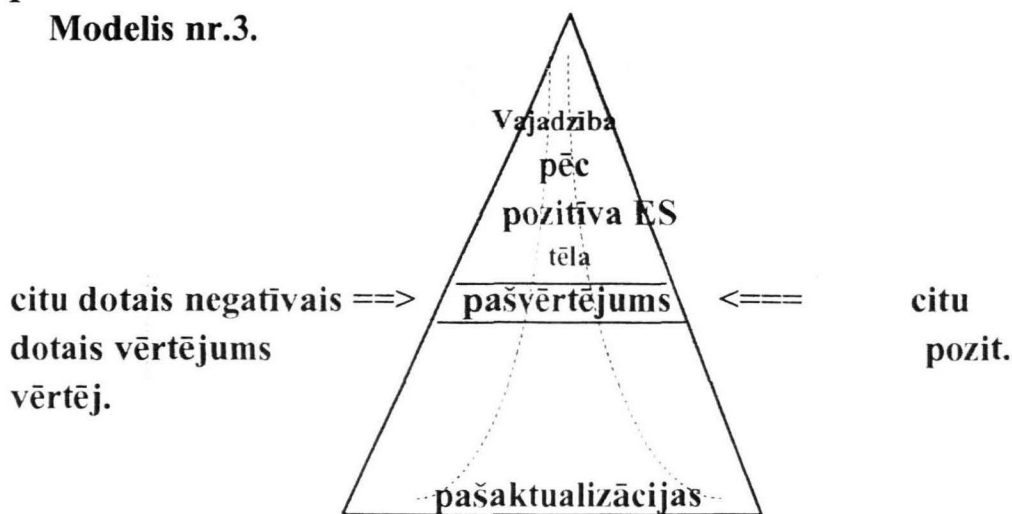 Modelis nr.3.
Vajadzība
pēc
pozitīva ES
tēla
citu dotais negatīvais ==> pašvērtējums <=== citu
dotais vērtējums pozit.
vērtēj.
pašaktualizācijas